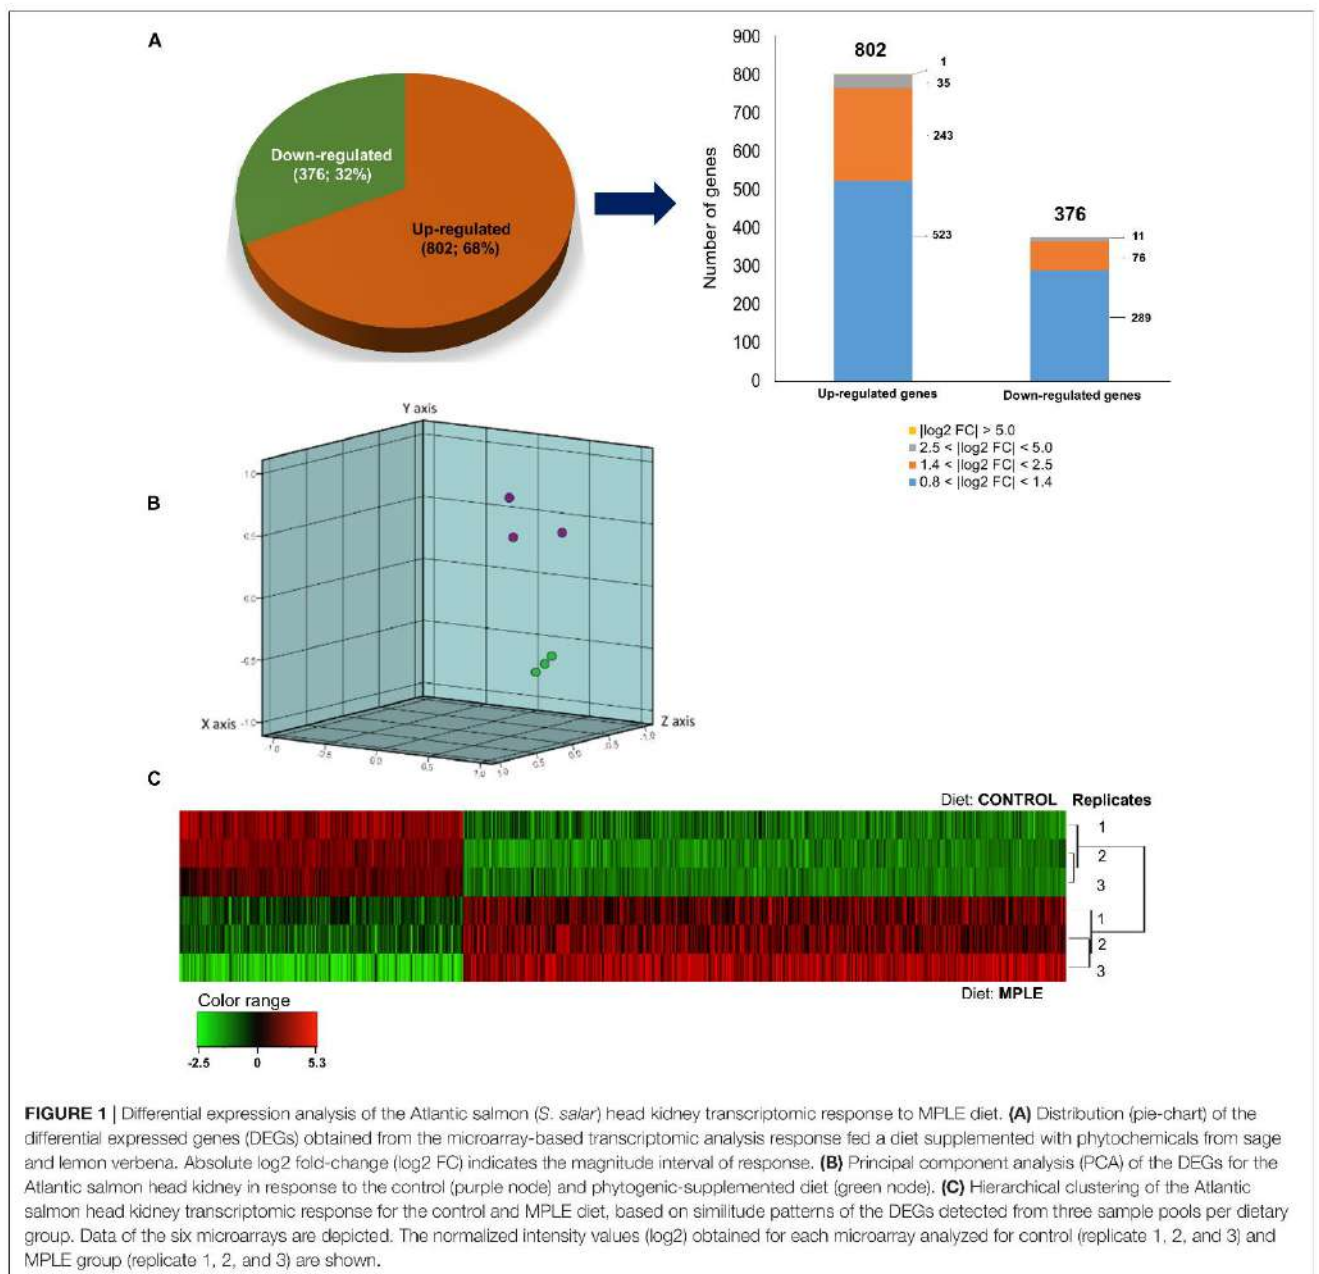 A
Down-regulated
(376; 32%)
Up-regulated
(802; 68%)
Number of genes
900
800
700
600
500
400
300
200
100
0
802
1
35
243
523
376
11
76
289
Up-regulated genes
Down-regulated genes
|log2 FC| > 5.0
2.5 < |log2 FC| < 5.0
1.4 < |log2 FC| < 2.5
0.8 < |log2 FC| < 1.4
B
Y axis
X axis
Z axis
1.0
0.5
0.0
-0.5
-1.0
C
Diet: CONTROL Replicates
1
2
3
1
2
3
Diet: MPLE
Color range
-2.5 0 5.3
FIGURE 1 | Differential expression analysis of the Atlantic salmon (S. salar) head kidney transcriptomic response to MPLE diet. (A) Distribution (pie-chart) of the
differential expressed genes (DEGs) obtained from the microarray-based transcriptomic analysis response fed a diet supplemented with phytochemicals from sage
and lemon verbena. Absolute log2 fold-change (log2 FC) indicates the magnitude interval of response. (B) Principal component analysis (PCA) of the DEGs for the
Atlantic salmon head kidney in response to the control (purple node) and phytogenic-supplemented diet (green node). (C) Hierarchical clustering of the Atlantic
salmon head kidney transcriptomic response for the control and MPLE diet, based on similitude patterns of the DEGs detected from three sample pools per dietary
group. Data of the six microarrays are depicted. The normalized intensity values (log2) obtained for each microarray analyzed for control (replicate 1, 2, and 3) and
MPLE group (replicate 1, 2, and 3) are shown.